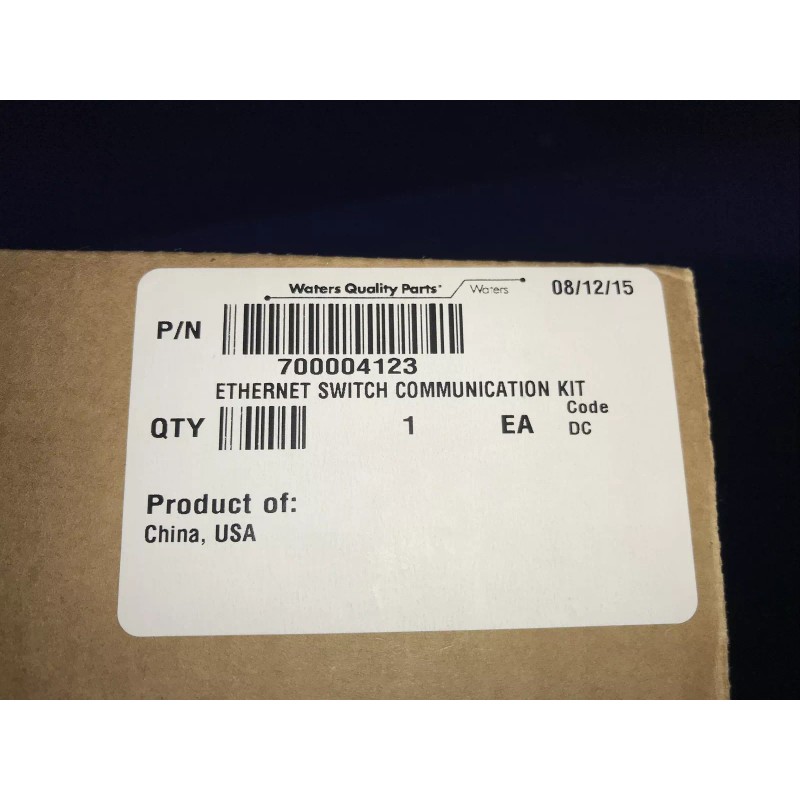 Waters Quality Parts Waters 08/12/15
P/N
700004123
ETHERNET SWITCH COMMUNICATION KIT
Code
QTY 1 EA DC
Product of:
China, USA